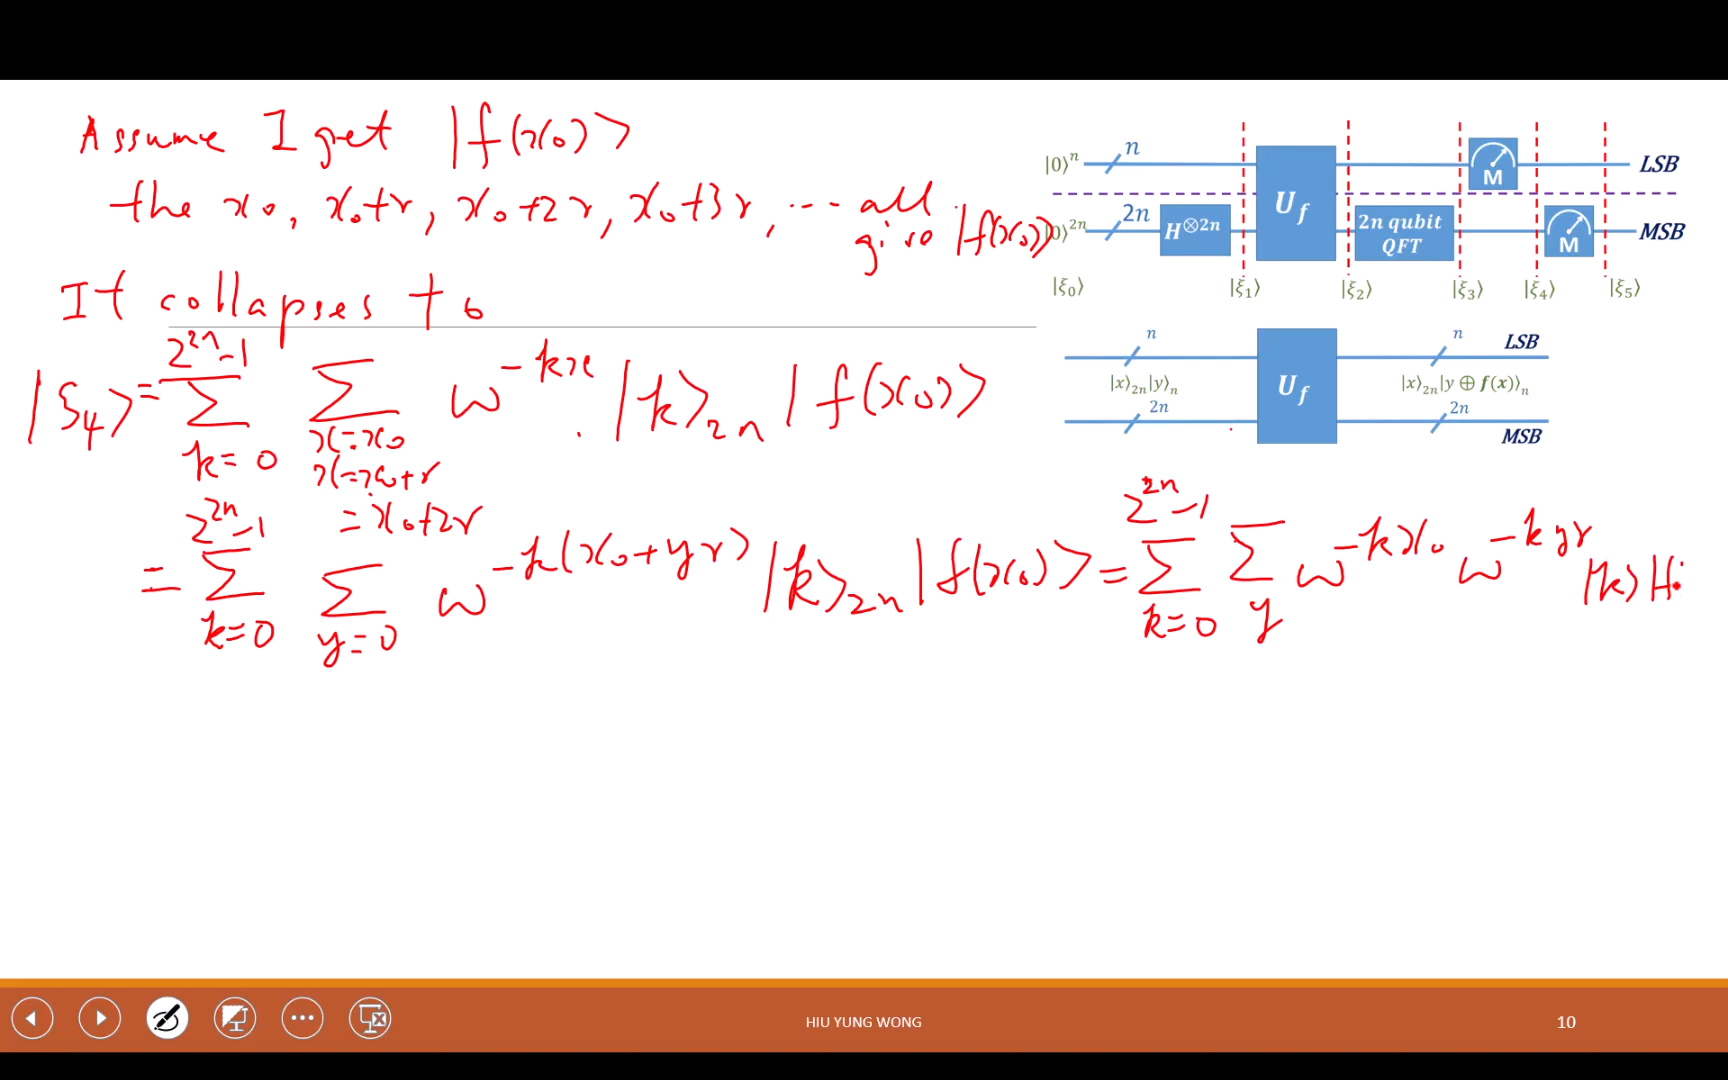 Assume I get |f(x₀)>
the x₀, x₀+r, x₀+2r, x₀+3r, ... all
give |f(x₀)>
It collapses to
|ξ₄> = Σ_{k=0}^{2^{2n}-1} Σ_{x=x₀, x=x₀+r, =x₀+2r} ω^{-kx} |k>_{2n} |f(x₀)>
= Σ_{k=0}^{2^{2n}-1} Σ_{y=0} ω^{-k(x₀+yr)} |k>_{2n} |f(x₀)> = Σ_{k=0}^{2^{2n}-1} Σ_y ω^{-kx₀} ω^{-kyr} |k>
|0⟩ⁿ n U_f M LSB
|0⟩²ⁿ 2n H^{⊗2n} 2n qubit QFT M MSB
|ξ₀⟩ |ξ₁⟩ |ξ₂⟩ |ξ₃⟩ |ξ₄⟩ |ξ₅⟩
n n LSB
|x⟩₂ₙ|y⟩ₙ U_f |x⟩₂ₙ|y ⊕ f(x)⟩ₙ
2n 2n MSB
HIU YUNG WONG
10